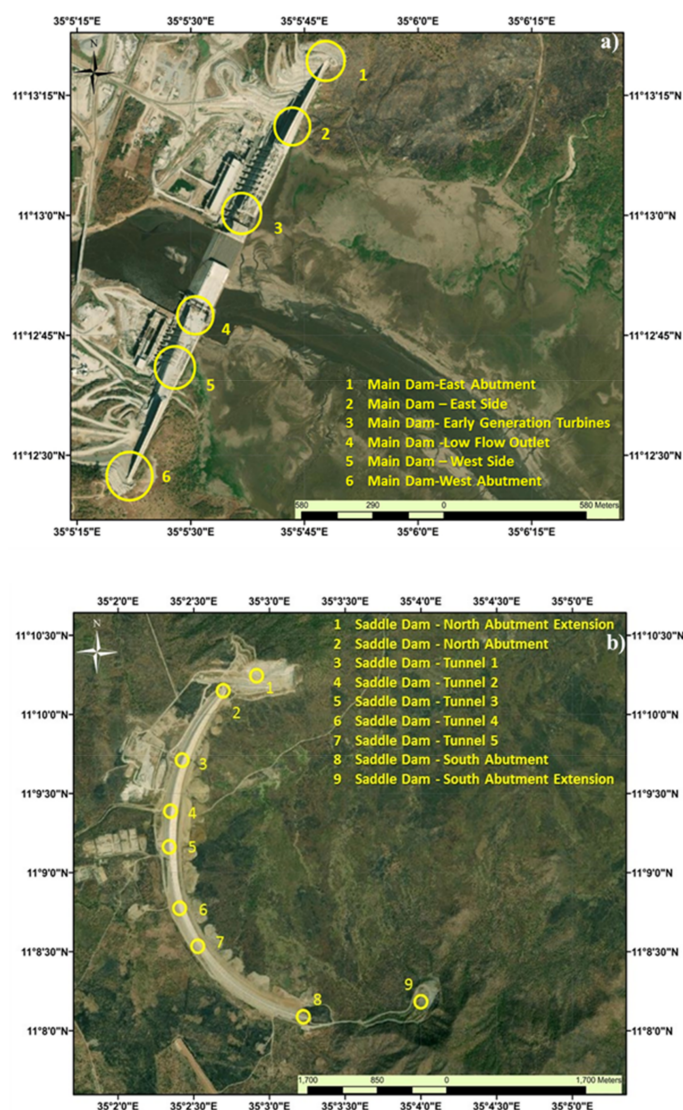 35°5'15"E 35°5'30"E 35°5'45"E 36°6'0"E 35°6'15"E
N
a)
1
11°13'15"N 11°13'15"N
2
11°13'0"N 11°13'0"N
3
4
11°12'45"N 11°12'45"N
5
1 Main Dam-East Abutment
2 Main Dam – East Side
3 Main Dam- Early Generation Turbines
4 Main Dam -Low Flow Outlet
5 Main Dam – West Side
6 Main Dam-West Abutment
11°12'30"N 11°12'30"N
6
580 290 0 580 Meters
35°5'15"E 35°5'30"E 35°5'45"E 35°6'0"E 35°6'15"E
35°2'0"E 35°2'30"E 35°3'0"E 35°3'30"E 35°4'0"E 35°4'30"E 35°5'0"E
N
b)
1 Saddle Dam - North Abutment Extension
2 Saddle Dam - North Abutment
3 Saddle Dam - Tunnel 1
4 Saddle Dam - Tunnel 2
5 Saddle Dam - Tunnel 3
6 Saddle Dam - Tunnel 4
7 Saddle Dam - Tunnel 5
8 Saddle Dam - South Abutment
9 Saddle Dam - South Abutment Extension
11°10'30"N 11°10'30"N
1
2
11°10'0"N 11°10'0"N
3
11°9'30"N 11°9'30"N
4
5
11°9'0"N 11°9'0"N
6
7
11°8'30"N 11°8'30"N
9
8
11°8'0"N 11°8'0"N
1,700 850 0 1,700 Meters
35°2'0"E 35°2'30"E 35°3'0"E 35°3'30"E 35°4'0"E 35°4'30"E 35°5'0"E